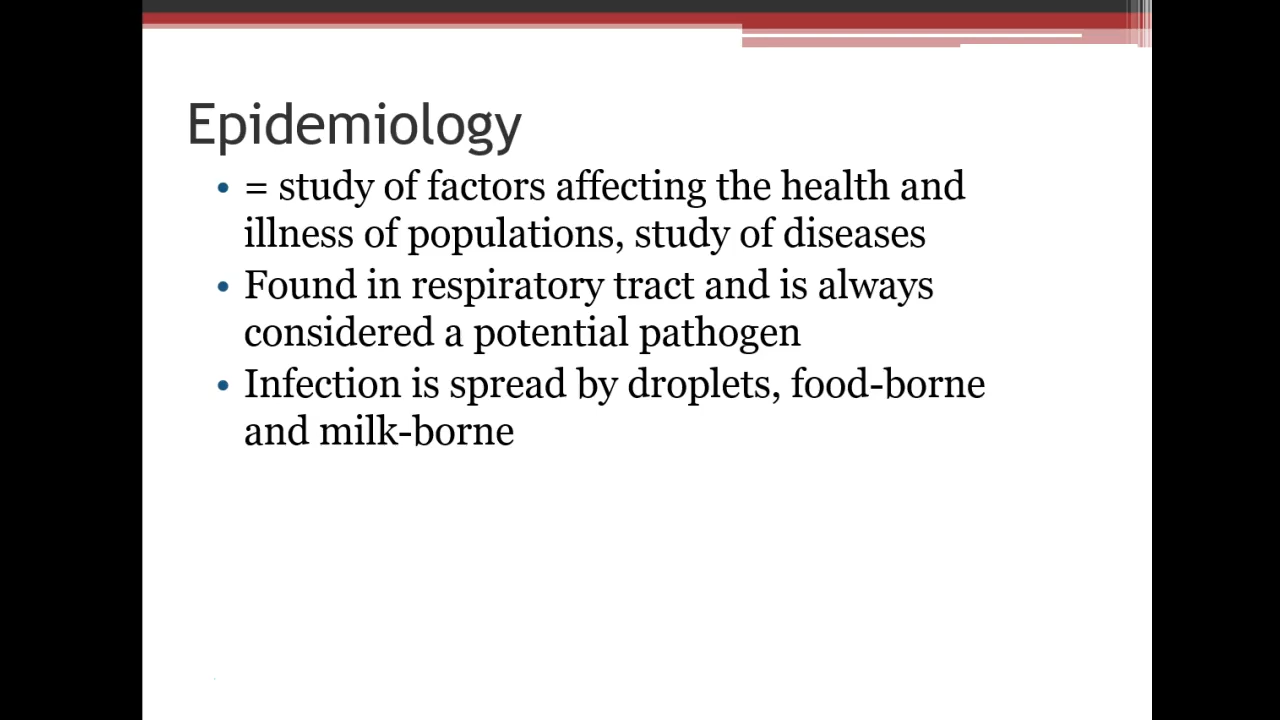 Epidemiology
• = study of factors affecting the health and
illness of populations, study of diseases
• Found in respiratory tract and is always
considered a potential pathogen
• Infection is spread by droplets, food-borne
and milk-borne